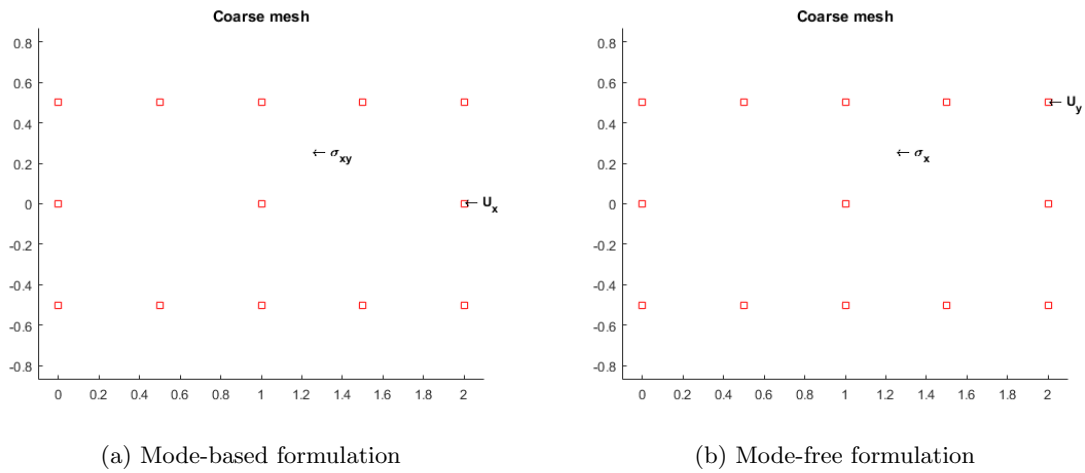 Coarse mesh
0.8
0.6
0.4
0.2
0
-0.2
-0.4
-0.6
-0.8
0 0.2 0.4 0.6 0.8 1 1.2 1.4 1.6 1.8 2
← σxy
← Ux
(a) Mode-based formulation
Coarse mesh
0.8
0.6
0.4
0.2
0
-0.2
-0.4
-0.6
-0.8
0 0.2 0.4 0.6 0.8 1 1.2 1.4 1.6 1.8 2
← Uy
← σx
(b) Mode-free formulation